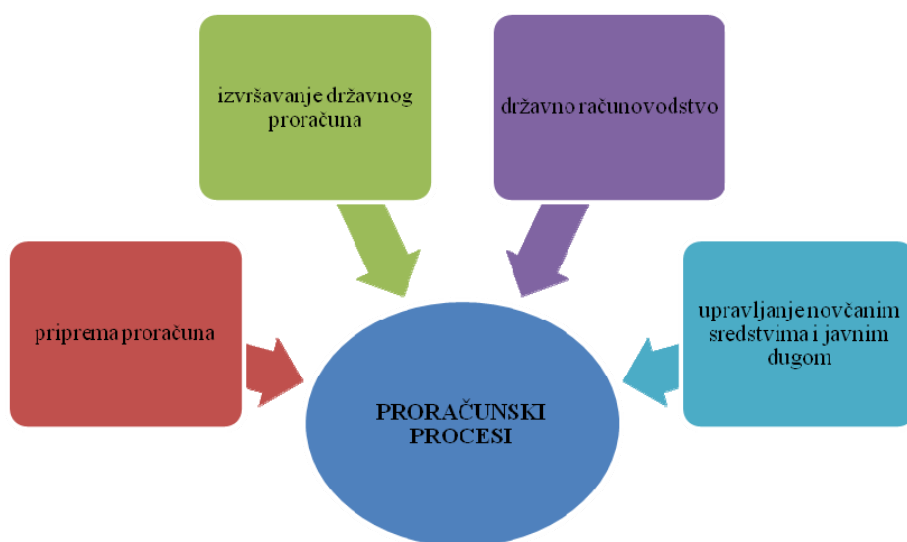 izvršavanje državnog
proračuna
državno računovodstvo
priprema proračuna
upravljanje novčanim
sredstvima i javnim
dugom
PRORAČUNSKI
PROCESI